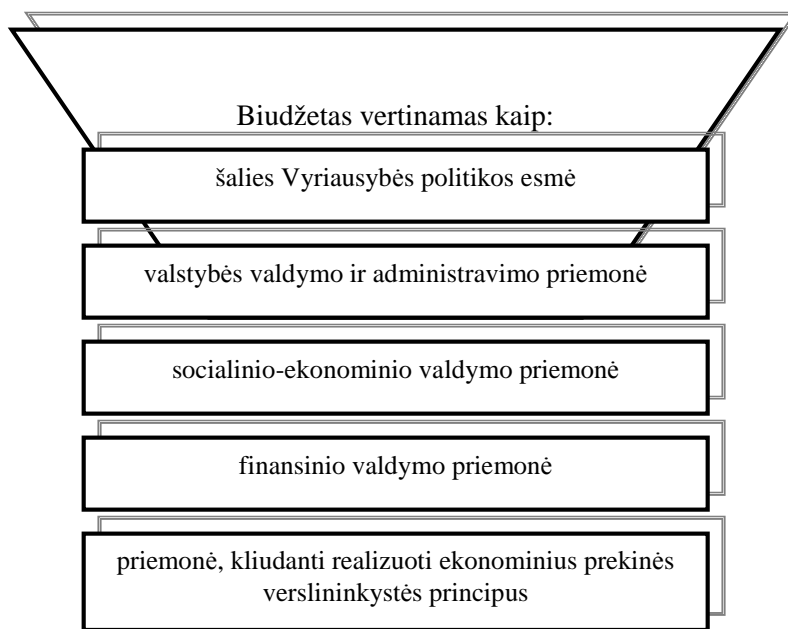 Biudžetas vertinamas kaip:
šalies Vyriausybės politikos esmė
valstybės valdymo ir administravimo priemonė
socialinio-ekonominio valdymo priemonė
finansinio valdymo priemonė
priemonė, kliudanti realizuoti ekonominius prekinės
verslininkystės principus